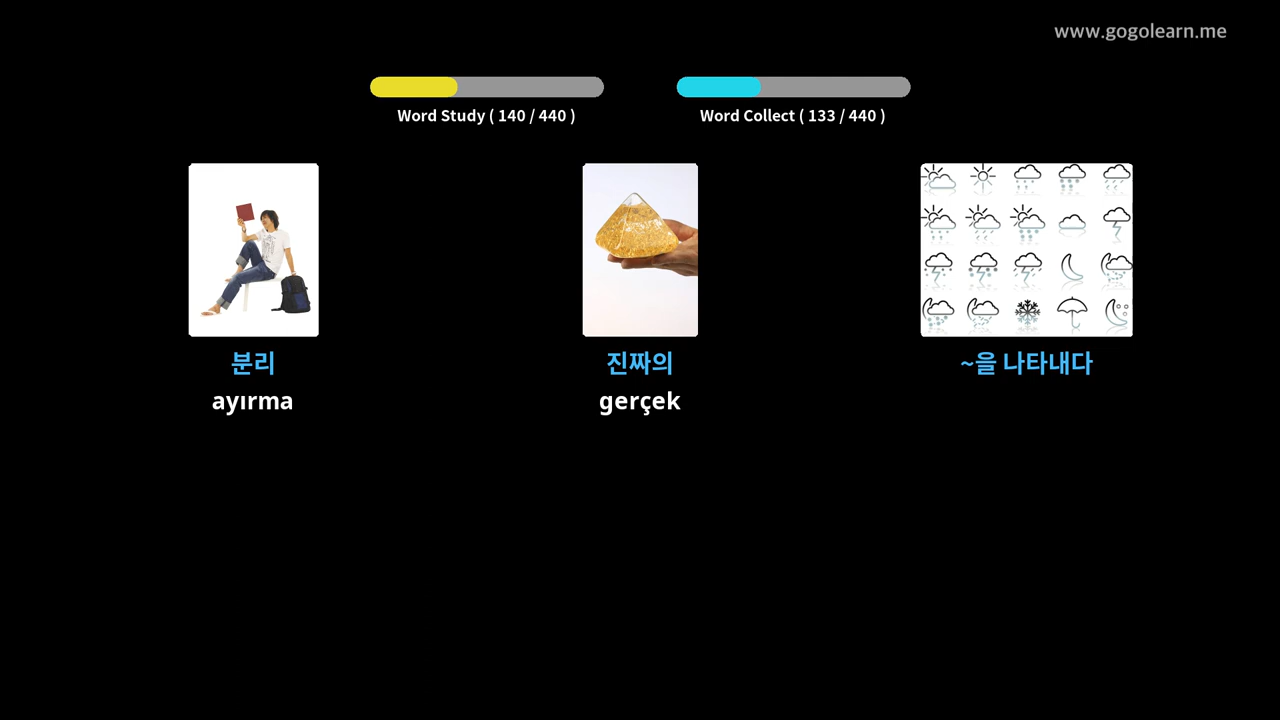 www.gogolearn.me
Word Study ( 140 / 440 )
Word Collect ( 133 / 440 )
분리
진짜의
~을 나타내다
ayırma
gerçek